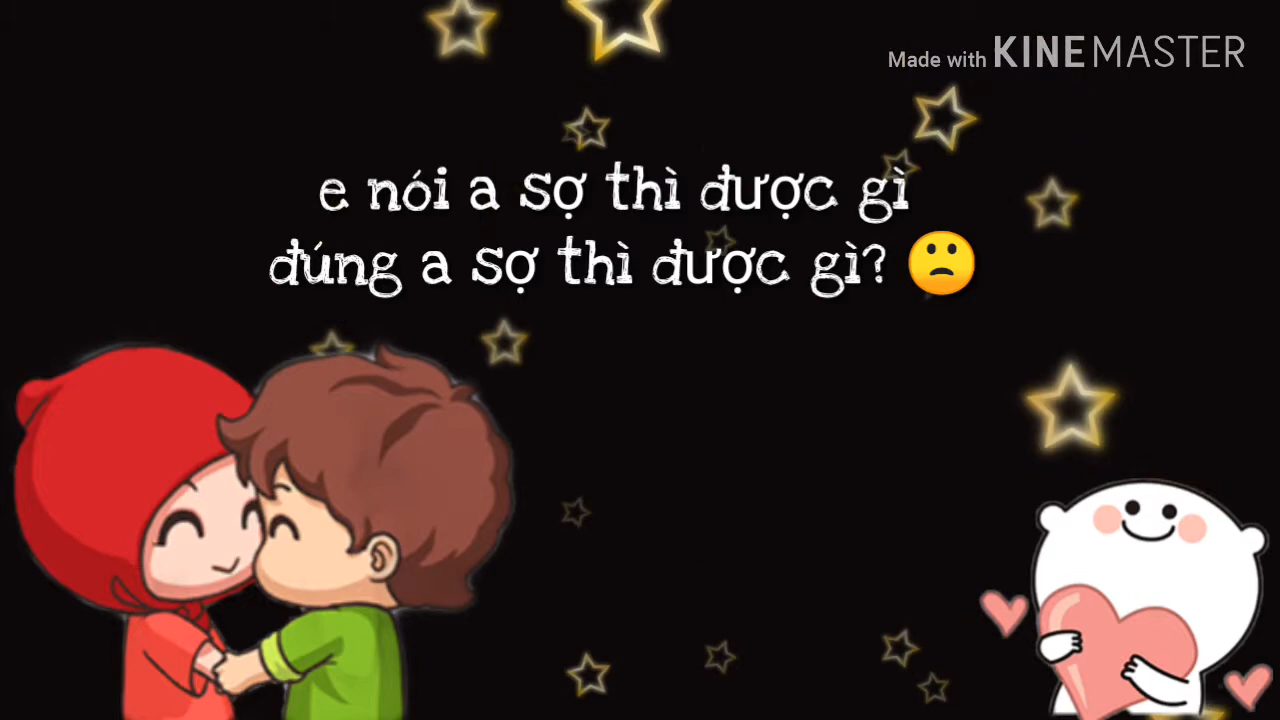 Made with KINEMASTER
e nói a sợ thì được gì
đúng a sợ thì được gì? 🙁